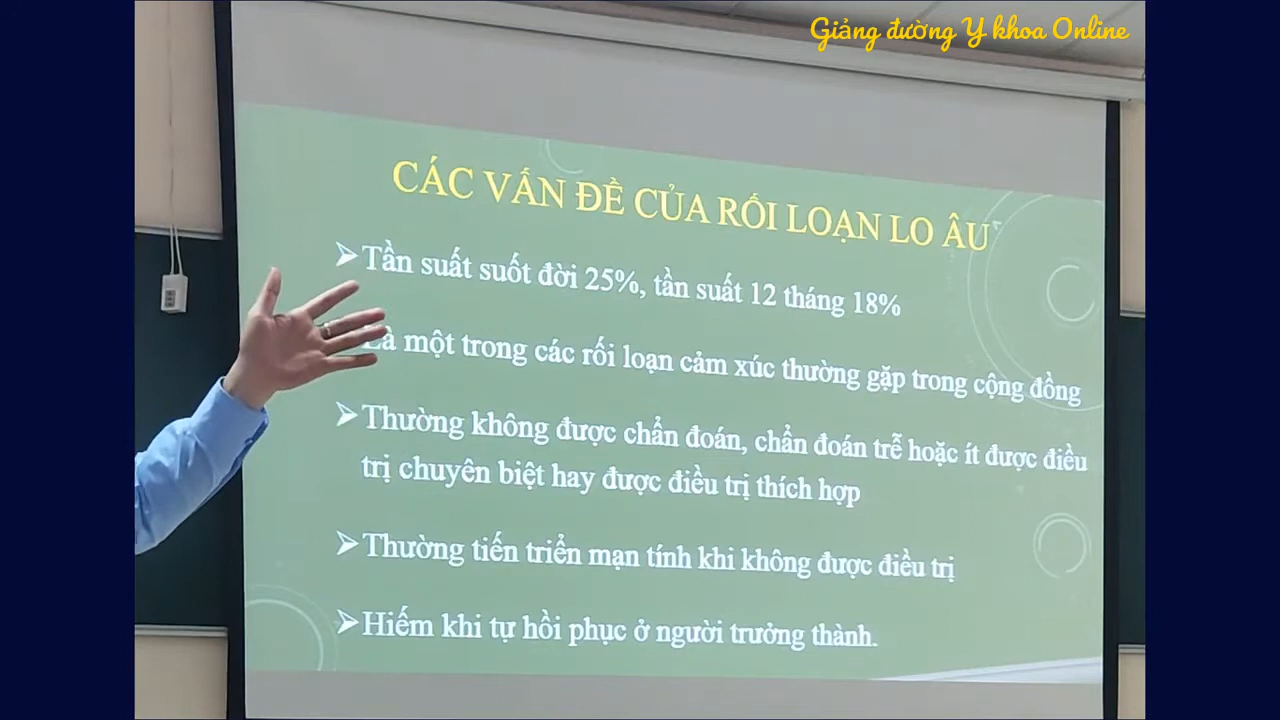 Giảng đường Y khoa Online
CÁC VẤN ĐỀ CỦA RỐI LOẠN LO ÂU
Tần suất suốt đời 25%, tần suất 12 tháng 18%
Là một trong các rối loạn cảm xúc thường gặp trong cộng đồng
Thường không được chẩn đoán, chẩn đoán trễ hoặc ít được điều
trị chuyên biệt hay được điều trị thích hợp
Thường tiến triển mạn tính khi không được điều trị
Hiếm khi tự hồi phục ở người trưởng thành.